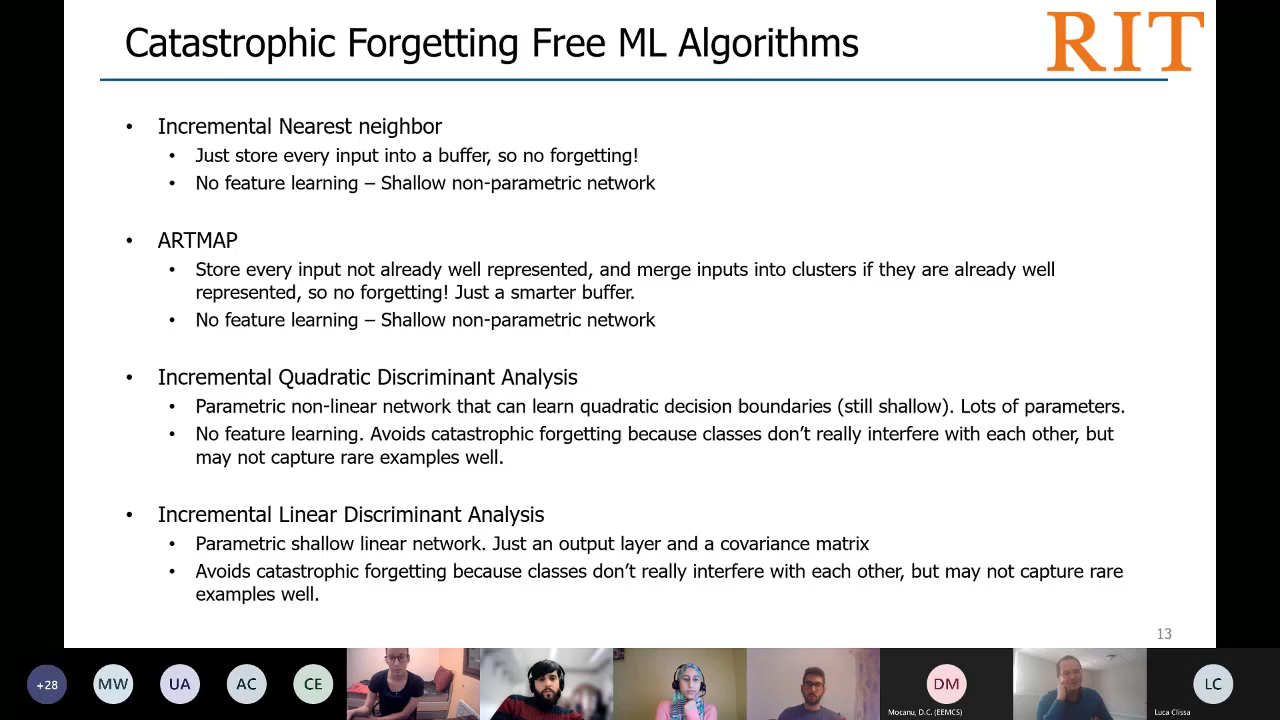 Catastrophic Forgetting Free ML Algorithms
RIT
• Incremental Nearest neighbor
• Just store every input into a buffer, so no forgetting!
• No feature learning – Shallow non-parametric network
• ARTMAP
• Store every input not already well represented, and merge inputs into clusters if they are already well
represented, so no forgetting! Just a smarter buffer.
• No feature learning – Shallow non-parametric network
• Incremental Quadratic Discriminant Analysis
• Parametric non-linear network that can learn quadratic decision boundaries (still shallow). Lots of parameters.
• No feature learning. Avoids catastrophic forgetting because classes don’t really interfere with each other, but
may not capture rare examples well.
• Incremental Linear Discriminant Analysis
• Parametric shallow linear network. Just an output layer and a covariance matrix
• Avoids catastrophic forgetting because classes don’t really interfere with each other, but may not capture rare
examples well.
13
+28
MW
UA
AC
CE
DM
LC
Mocanu, D.C. (EEMCS)
Luca Clissa